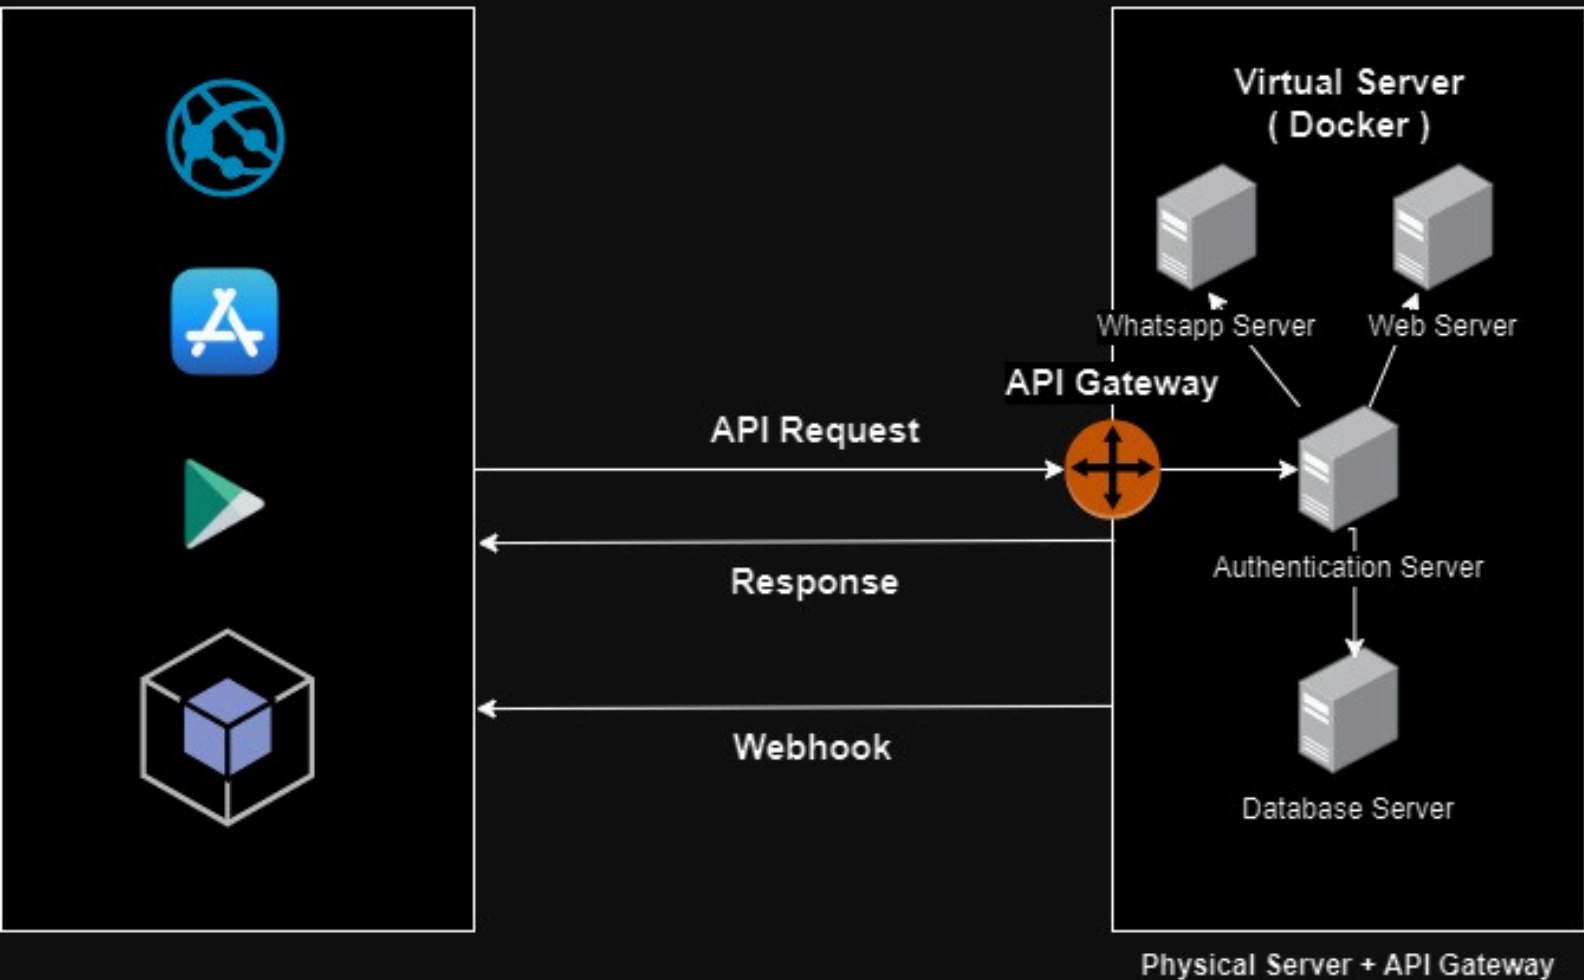 Virtual Server
( Docker )
Whatsapp Server
Web Server
API Gateway
API Request
Response
Authentication Server
Webhook
Database Server
Physical Server + API Gateway